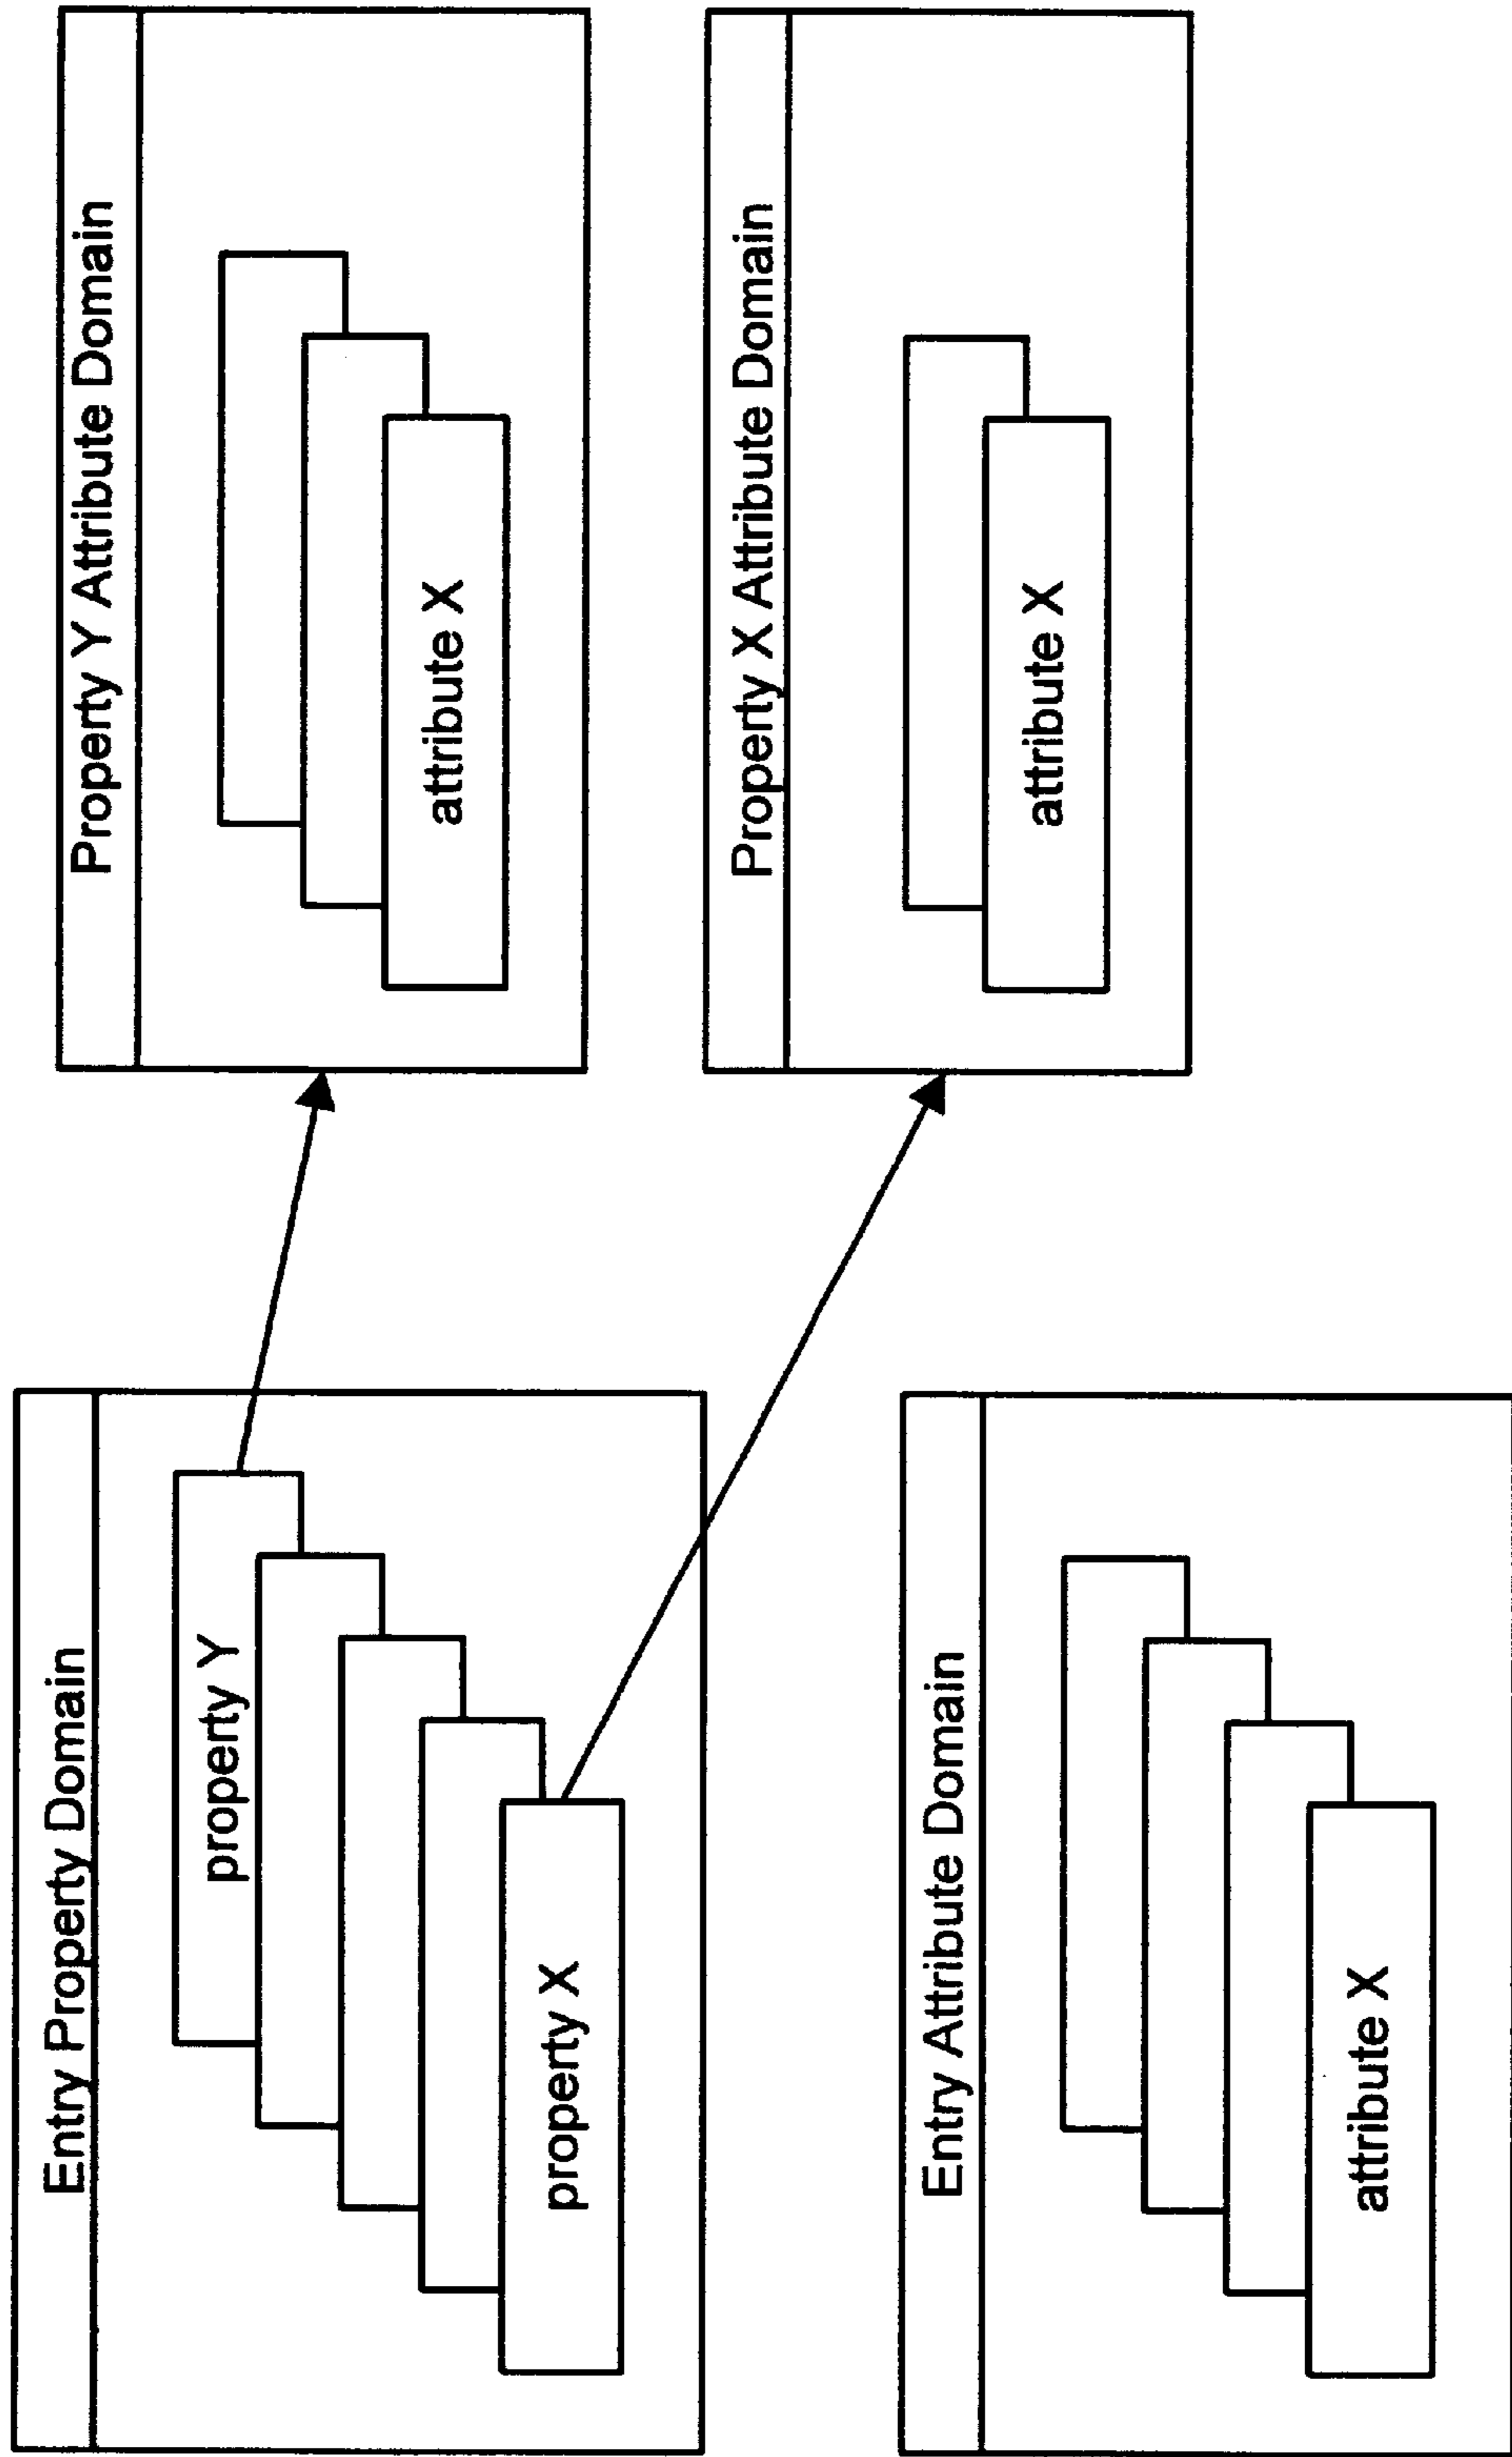 Entry Property Domain
property Y
property X
Property Y Attribute Domain
attribute X
Entry Attribute Domain
attribute X
Property X Attribute Domain
attribute X